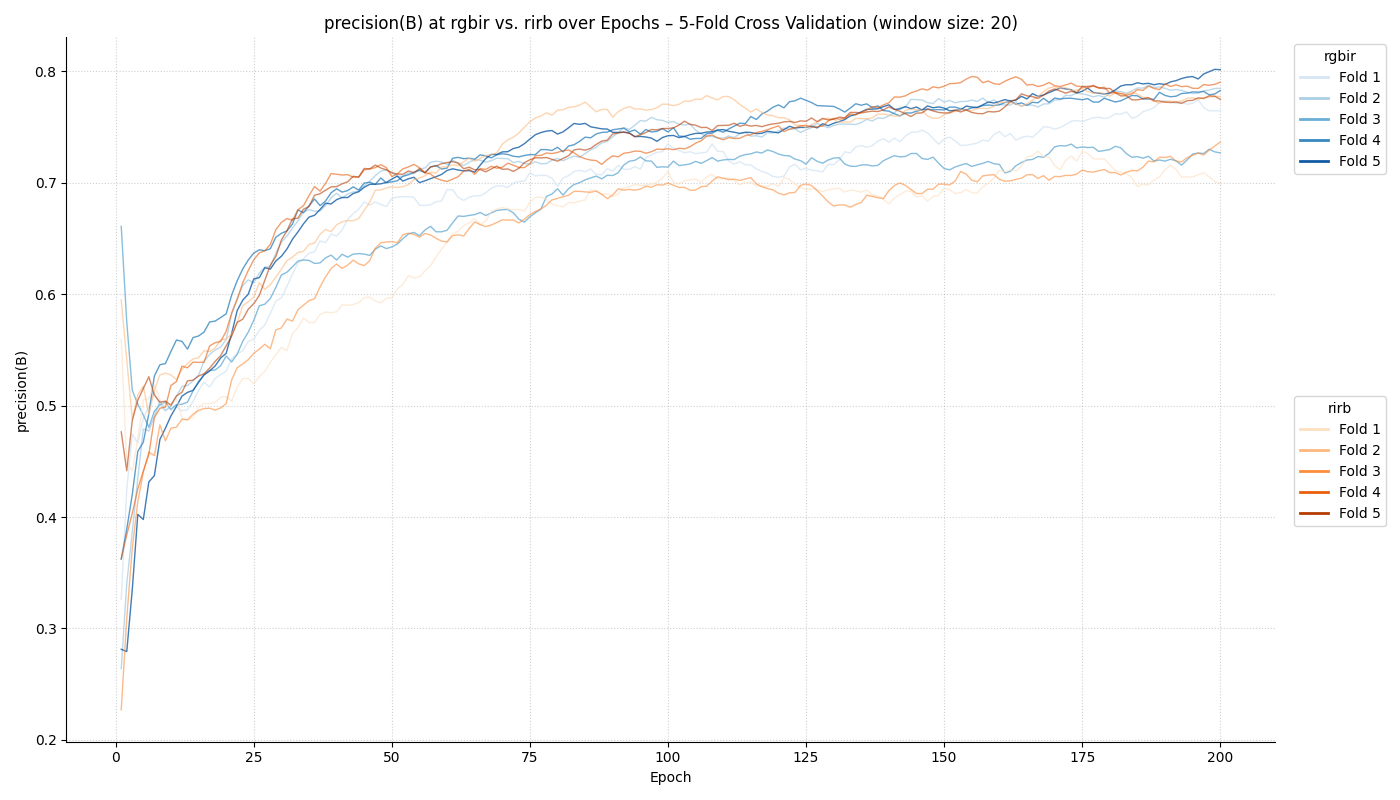 precision(B) at rgbir vs. rirb over Epochs – 5-Fold Cross Validation (window size: 20)
rgbir
Fold 1
Fold 2
Fold 3
Fold 4
Fold 5
rirb
Fold 1
Fold 2
Fold 3
Fold 4
Fold 5
precision(B)
0.8
0.7
0.6
0.5
0.4
0.3
0.2
0 25 50 75 100 125 150 175 200
Epoch